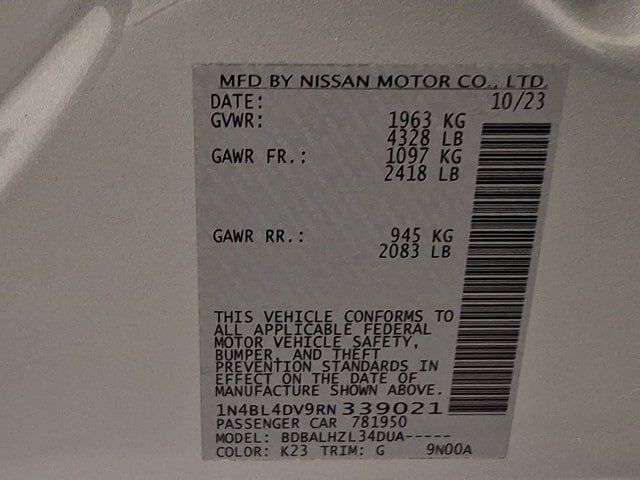 MFD BY NISSAN MOTOR CO., LTD.
DATE: 10/23
GVWR: 1963 KG
4328 LB
GAWR FR.: 1097 KG
2418 LB
GAWR RR.: 945 KG
2083 LB
THIS VEHICLE CONFORMS TO
ALL APPLICABLE FEDERAL
MOTOR VEHICLE SAFETY,
BUMPER, AND THEFT
PREVENTION STANDARDS IN
EFFECT ON THE DATE OF
MANUFACTURE SHOWN ABOVE.
1N4BL4DV9RN 339021
PASSENGER CAR 781950
MODEL: BDBALHZL34DUA-----
COLOR: K23 TRIM: G 9N00A